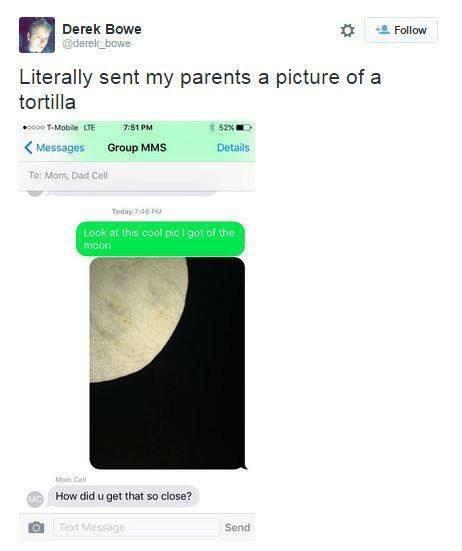 Derek Bowe
@derek_bowe
Follow
Literally sent my parents a picture of a
tortilla
T-Mobile LTE 7:51 PM 52%
Messages Group MMS Details
To: Mom, Dad Cell
Today 7:46 PM
Look at this cool pic I got of the
moon
Mom Cell
MC How did u get that so close?
Text Message Send